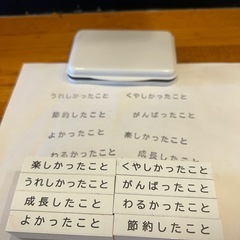 うれしかったこと くやしかったこと
節約したこと がんばったこと
よかったこと 楽しかったこと
わるかったこと 成長したこと
楽しかったこと くやしかったこと
うれしかったこと がんばったこと
成長したこと わるかったこと
よかったこと 節約したこと